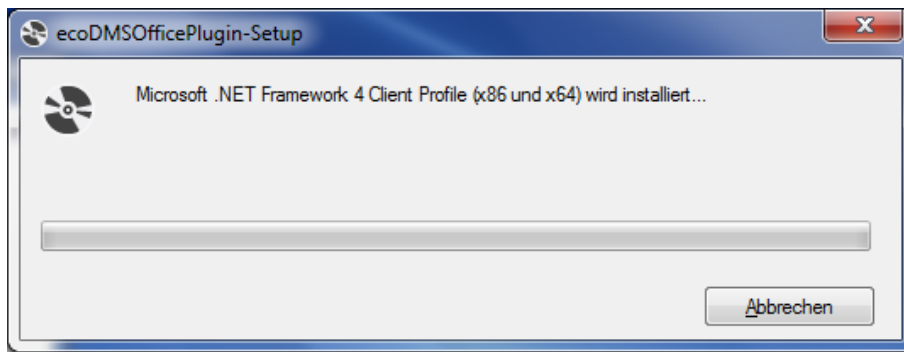 ecoDMSOfficePlugin-Setup
Microsoft .NET Framework 4 Client Profile (x86 und x64) wird installiert...
Abbrechen